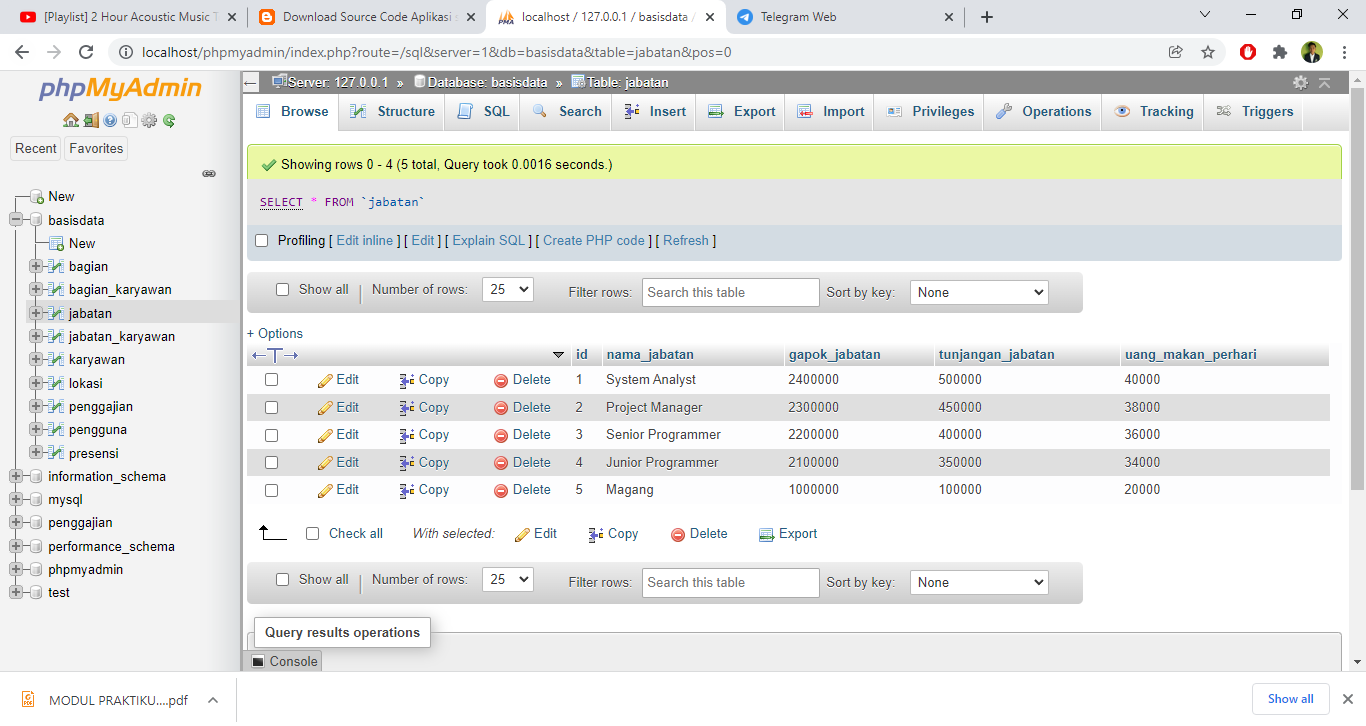 [Playlist] 2 Hour Acoustic Music T
Download Source Code Aplikasi s
localhost / 127.0.0.1 / basisdata /
Telegram Web
localhost/phpmyadmin/index.php?route=/sql&server=1&db=basisdata&table=jabatan&pos=0
phpMyAdmin
Recent Favorites
New
basisdata
New
bagian
bagian_karyawan
jabatan
jabatan_karyawan
karyawan
lokasi
penggajian
pengguna
presensi
information_schema
mysql
penggajian
performance_schema
phpmyadmin
test
Server: 127.0.0.1 » Database: basisdata » Table: jabatan
Browse Structure SQL Search Insert Export Import Privileges Operations Tracking Triggers
Showing rows 0 - 4 (5 total, Query took 0.0016 seconds.)
SELECT * FROM `jabatan`
Profiling [ Edit inline ] [ Edit ] [ Explain SQL ] [ Create PHP code ] [ Refresh ]
Show all Number of rows: 25 Filter rows: Search this table Sort by key: None
+ Options
id nama_jabatan gapok_jabatan tunjangan_jabatan uang_makan_perhari
Edit Copy Delete 1 System Analyst 2400000 500000 40000
Edit Copy Delete 2 Project Manager 2300000 450000 38000
Edit Copy Delete 3 Senior Programmer 2200000 400000 36000
Edit Copy Delete 4 Junior Programmer 2100000 350000 34000
Edit Copy Delete 5 Magang 1000000 100000 20000
Check all With selected: Edit Copy Delete Export
Show all Number of rows: 25 Filter rows: Search this table Sort by key: None
Query results operations
Console
MODUL PRAKTIKU....pdf
Show all